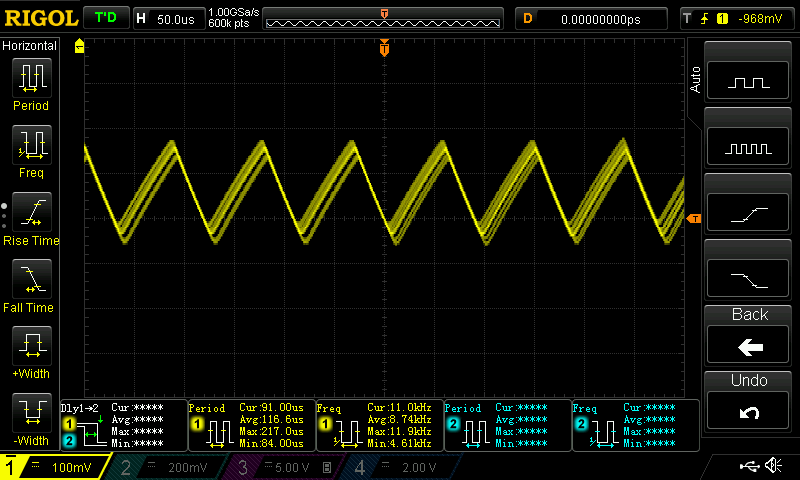 RIGOL T'D H 50.0us 1.00GSa/s 600k pts T D 0.00000000ps T 1 -968mV
Horizontal
Period
Freq
Rise Time
Fall Time
+Width
-Width
T
T
Auto
Back
Undo
Dly1→2
1
2
Cur:*****
Avg:*****
Max:*****
Min:*****
Period
1
Cur:91.00us
Avg:116.6us
Max:217.0us
Min:84.00us
Freq
1
Cur:11.0kHz
Avg:8.74kHz
Max:11.9kHz
Min:4.61kHz
Period
2
Cur:*****
Avg:*****
Max:*****
Min:*****
Freq
2
Cur:*****
Avg:*****
Max:*****
Min:*****
1 100mV
2 200mV
3 5.00 V B
4 2.00 V